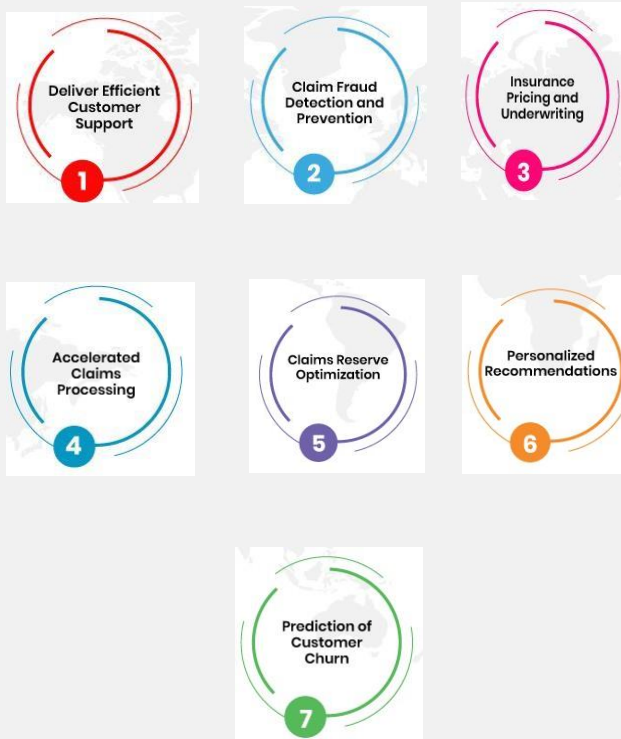 Deliver Efficient
Customer
Support
1
Claim Fraud
Detection and
Prevention
2
Insurance
Pricing and
Underwriting
3
Accelerated
Claims
Processing
4
Claims Reserve
Optimization
5
Personalized
Recommendations
6
Prediction of
Customer
Churn
7